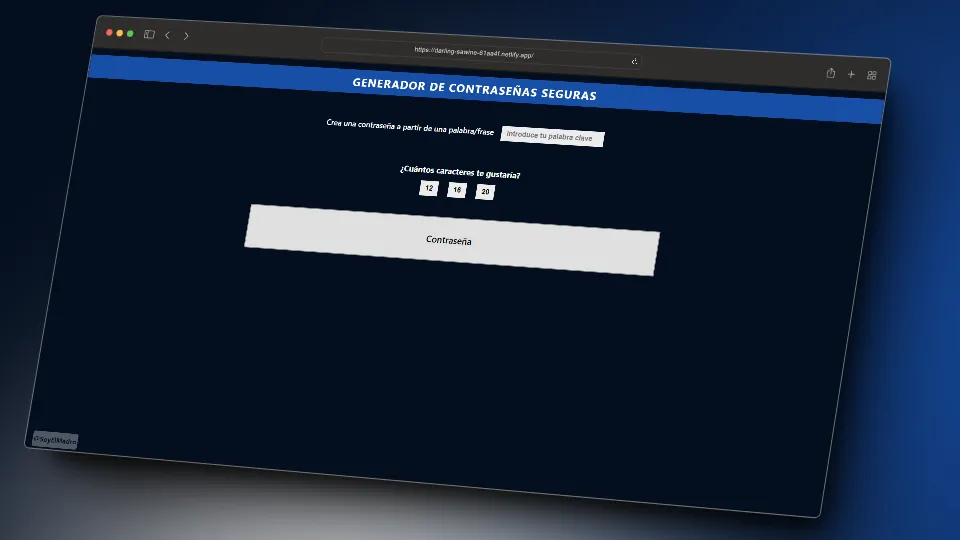 https://darling-sawine-61aa4f.netlify.app/
GENERADOR DE CONTRASEÑAS SEGURAS
Crea una contraseña a partir de una palabra/frase
Introduce tu palabra clave
¿Cuántos caracteres te gustaría?
12 16 20
Contraseña
@SoyElMadro